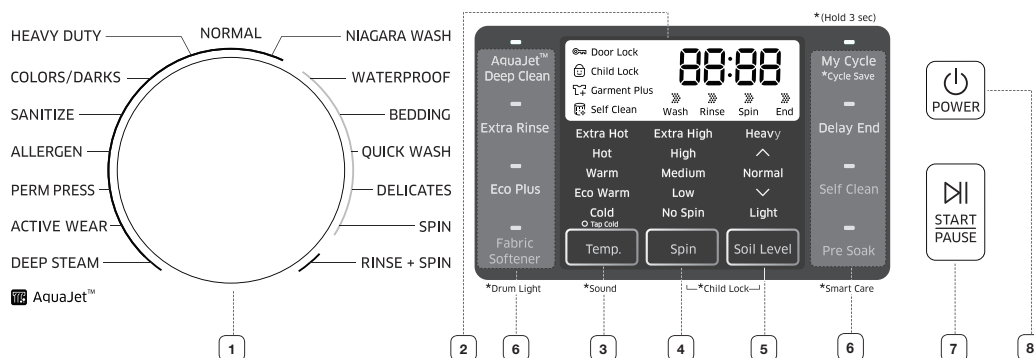 HEAVY DUTY
NORMAL
NIAGARA WASH
COLORS/DARKS
WATERPROOF
SANITIZE
BEDDING
ALLERGEN
QUICK WASH
PERM PRESS
DELICATES
ACTIVE WEAR
SPIN
DEEP STEAM
RINSE + SPIN
AquaJet™
*(Hold 3 sec)
AquaJet™
Deep Clean
Extra Rinse
Eco Plus
Fabric
Softener
Door Lock
Child Lock
Garment Plus
Self Clean
88:88
Wash Rinse Spin End
Extra Hot Extra High Heavy
Hot High
Warm Medium Normal
Eco Warm Low
Cold No Spin Light
Tap Cold
Temp. Spin Soil Level
My Cycle
*Cycle Save
Delay End
Self Clean
Pre Soak
POWER
START
PAUSE
*Drum Light *Sound *Child Lock *Smart Care
1 2 6 3 4 5 6 7 8